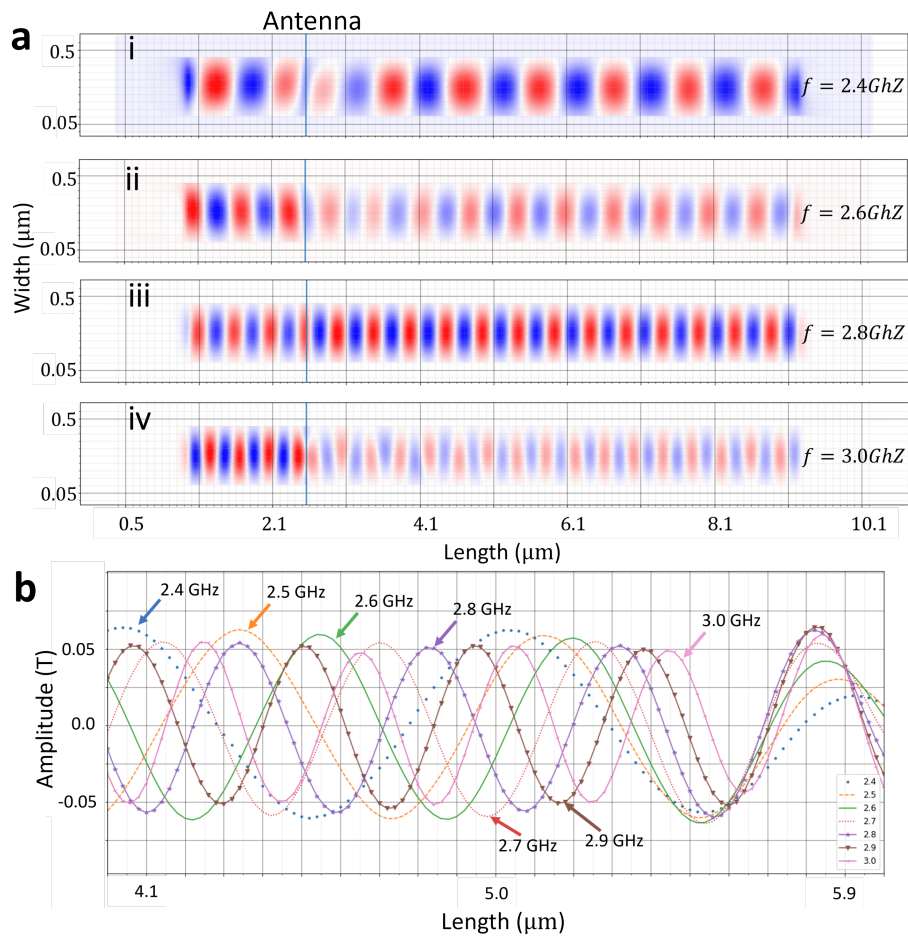 Antenna
a
i
0.5
0.05
f = 2.4GhZ
ii
0.5
0.05
f = 2.6GhZ
Width (μm)
iii
0.5
0.05
f = 2.8GhZ
iv
0.5
0.05
f = 3.0GhZ
0.5 2.1 4.1 6.1 8.1 10.1
Length (μm)
b
2.4 GHz
2.5 GHz
2.6 GHz
2.8 GHz
3.0 GHz
0.05
0.0
-0.05
Amplitude (T)
2.7 GHz
2.9 GHz
2.4
2.5
2.6
2.7
2.8
2.9
3.0
4.1 5.0 5.9
Length (μm)